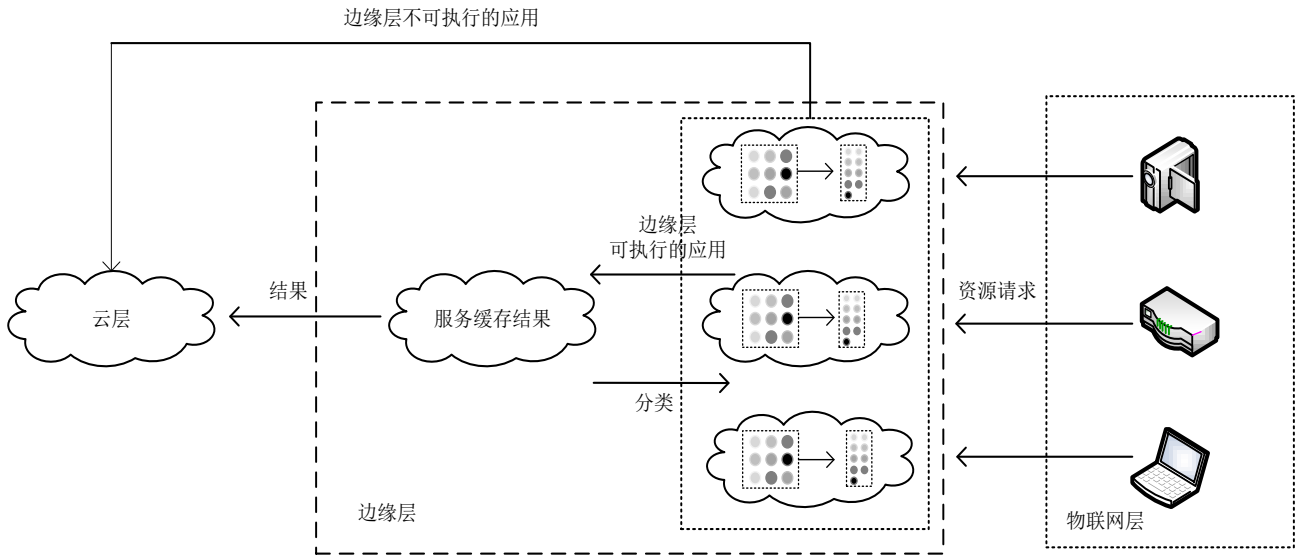 边缘层不可执行的应用
边缘层
可执行的应用
结果
资源请求
云层
服务缓存结果
分类
边缘层
物联网层